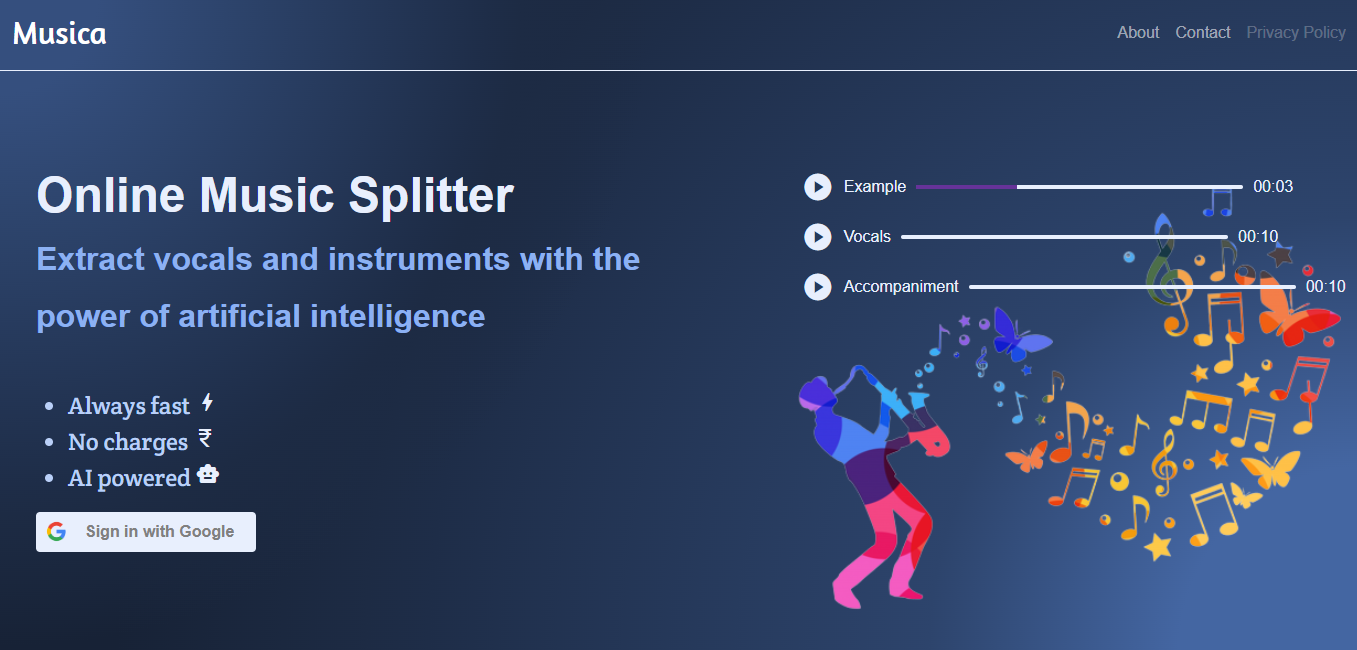 Musica
About Contact Privacy Policy
Online Music Splitter
Extract vocals and instruments with the
power of artificial intelligence
Always fast
No charges ₹
AI powered
Sign in with Google
Example 00:03
Vocals 00:10
Accompaniment 00:10